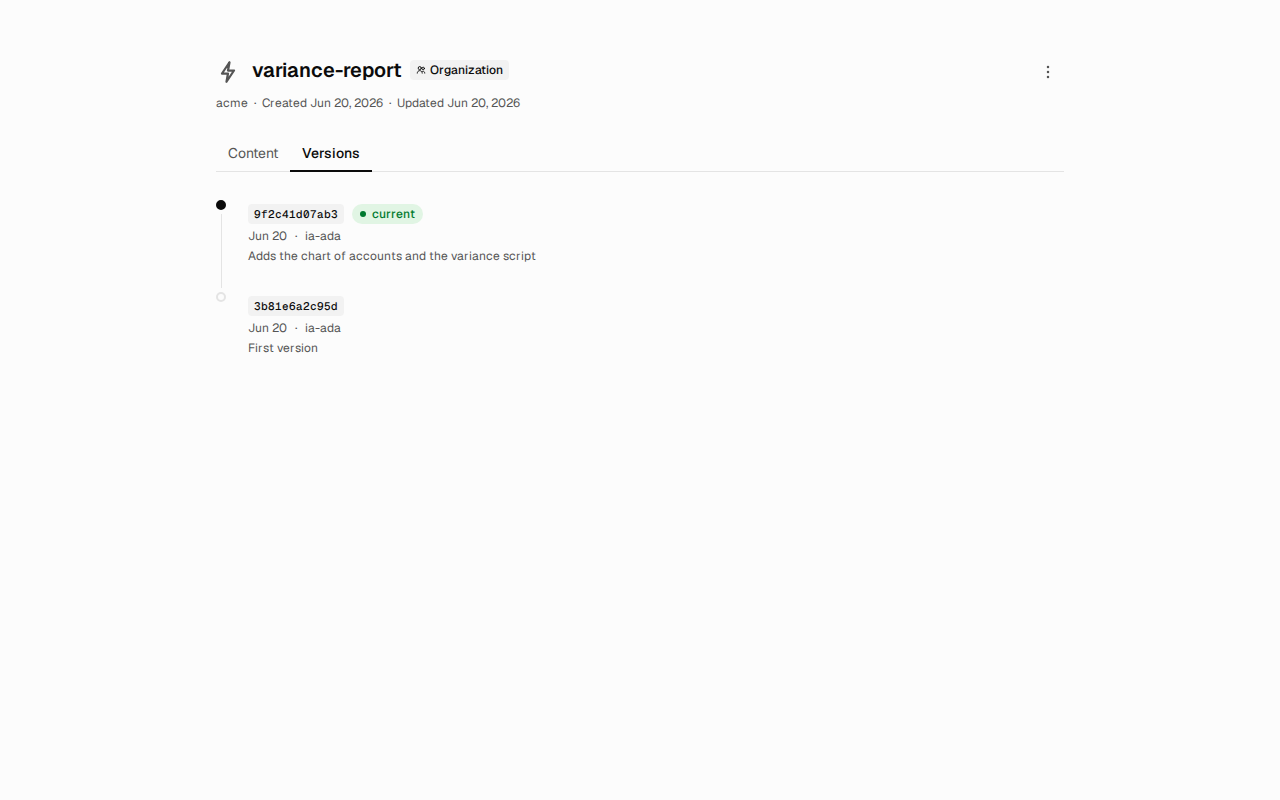 variance-report Organization
acme · Created Jun 20, 2026 · Updated Jun 20, 2026
Content Versions
9f2c41d07ab3 current
Jun 20 · ia-ada
Adds the chart of accounts and the variance script
3b81e6a2c95d
Jun 20 · ia-ada
First version